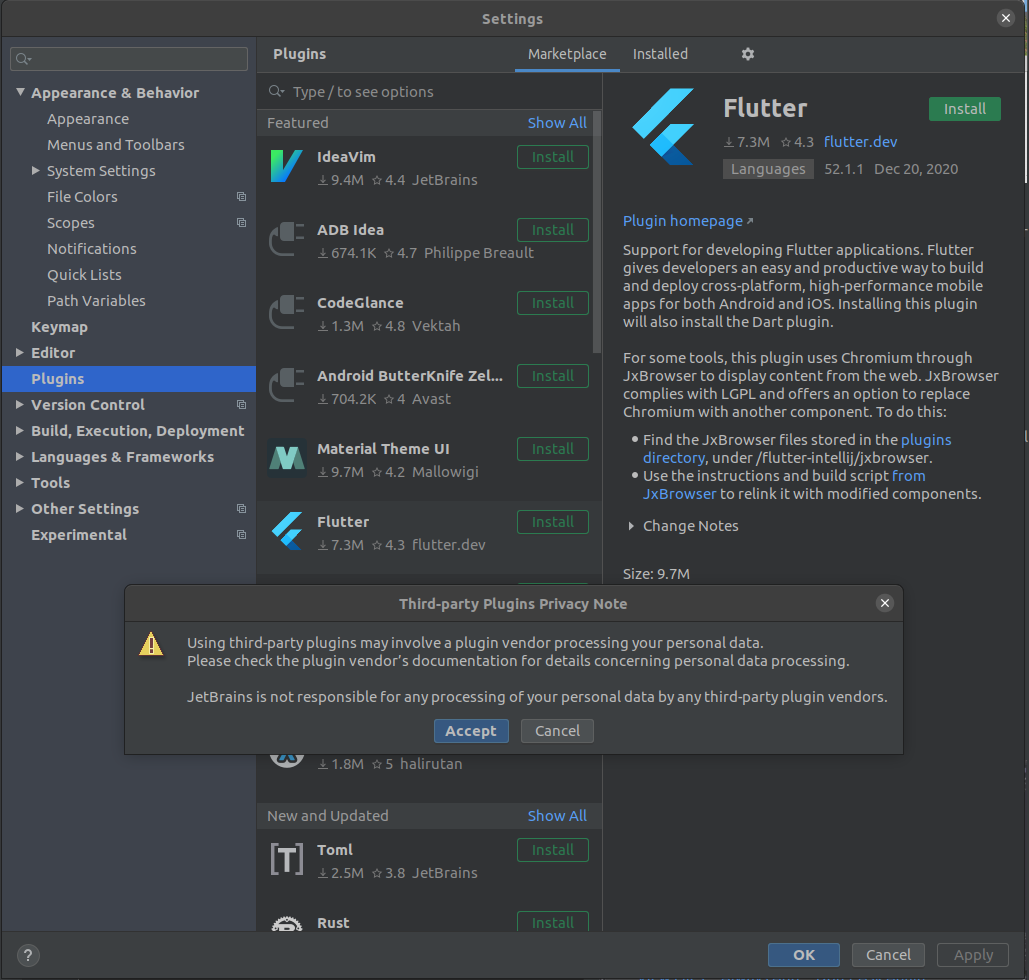 Settings
Appearance & Behavior
Appearance
Menus and Toolbars
System Settings
File Colors
Scopes
Notifications
Quick Lists
Path Variables
Keymap
Editor
Plugins
Version Control
Build, Execution, Deployment
Languages & Frameworks
Tools
Other Settings
Experimental
Plugins
Marketplace
Installed
Type / to see options
Featured Show All
IdeaVim Install
9.4M 4.4 JetBrains
ADB Idea Install
674.1K 4.7 Philippe Breault
CodeGlance Install
1.3M 4.8 Vektah
Android ButterKnife Zel... Install
704.2K 4 Avast
Material Theme UI Install
9.7M 4.2 Mallowigi
Flutter Install
7.3M 4.3 flutter.dev
1.8M 5 halirutan
New and Updated Show All
Toml Install
2.5M 3.8 JetBrains
Rust Install
Flutter Install
7.3M 4.3 flutter.dev
Languages 52.1.1 Dec 20, 2020
Plugin homepage
Support for developing Flutter applications. Flutter
gives developers an easy and productive way to build
and deploy cross-platform, high-performance mobile
apps for both Android and iOS. Installing this plugin
will also install the Dart plugin.
For some tools, this plugin uses Chromium through
JxBrowser to display content from the web. JxBrowser
complies with LGPL and offers an option to replace
Chromium with another component. To do this:
Find the JxBrowser files stored in the plugins
directory, under /flutter-intellij/jxbrowser.
Use the instructions and build script from
JxBrowser to relink it with modified components.
Change Notes
Size: 9.7M
Third-party Plugins Privacy Note
Using third-party plugins may involve a plugin vendor processing your personal data.
Please check the plugin vendor's documentation for details concerning personal data processing.
JetBrains is not responsible for any processing of your personal data by any third-party plugin vendors.
Accept Cancel
? OK Cancel Apply